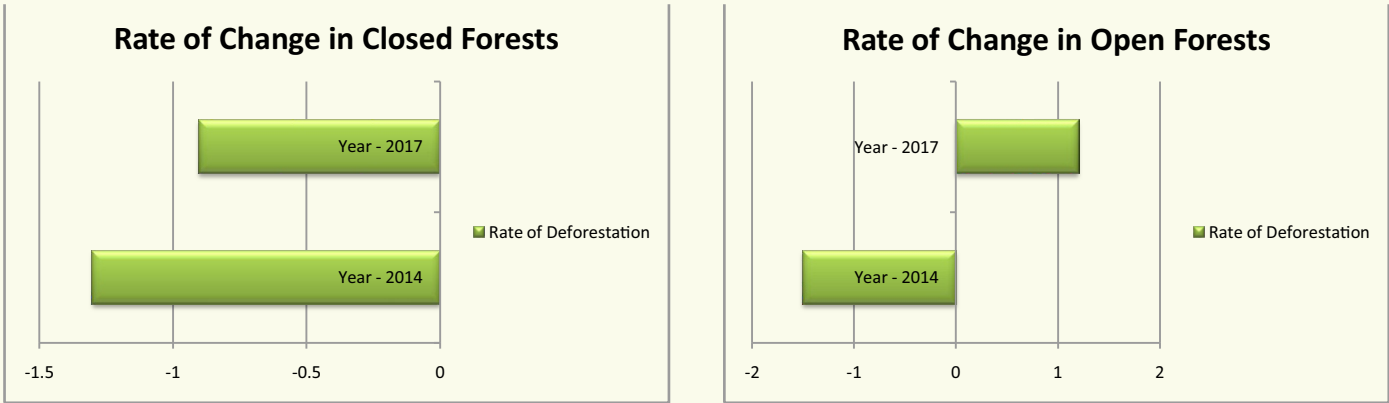 Rate of Change in Closed Forests
Year - 2017
Year - 2014
Rate of Deforestation
-1.5 -1 -0.5 0
Rate of Change in Open Forests
Year - 2017
Year - 2014
Rate of Deforestation
-2 -1 0 1 2